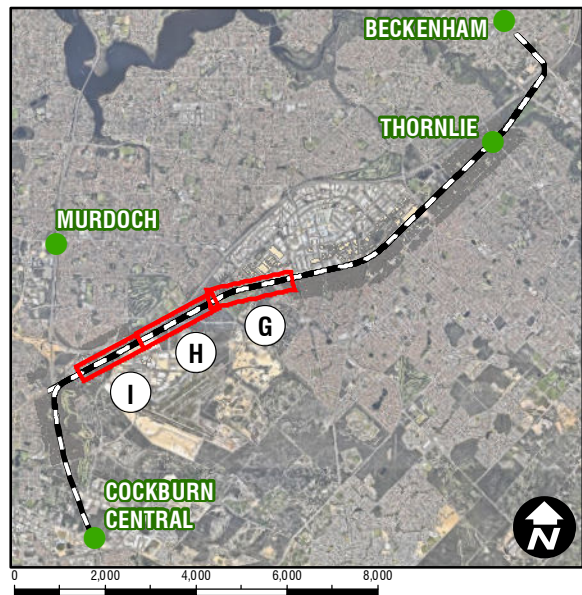 BECKENHAM
THORNLIE
MURDOCH
G
H
I
COCKBURN
CENTRAL
N
0 2,000 4,000 6,000 8,000